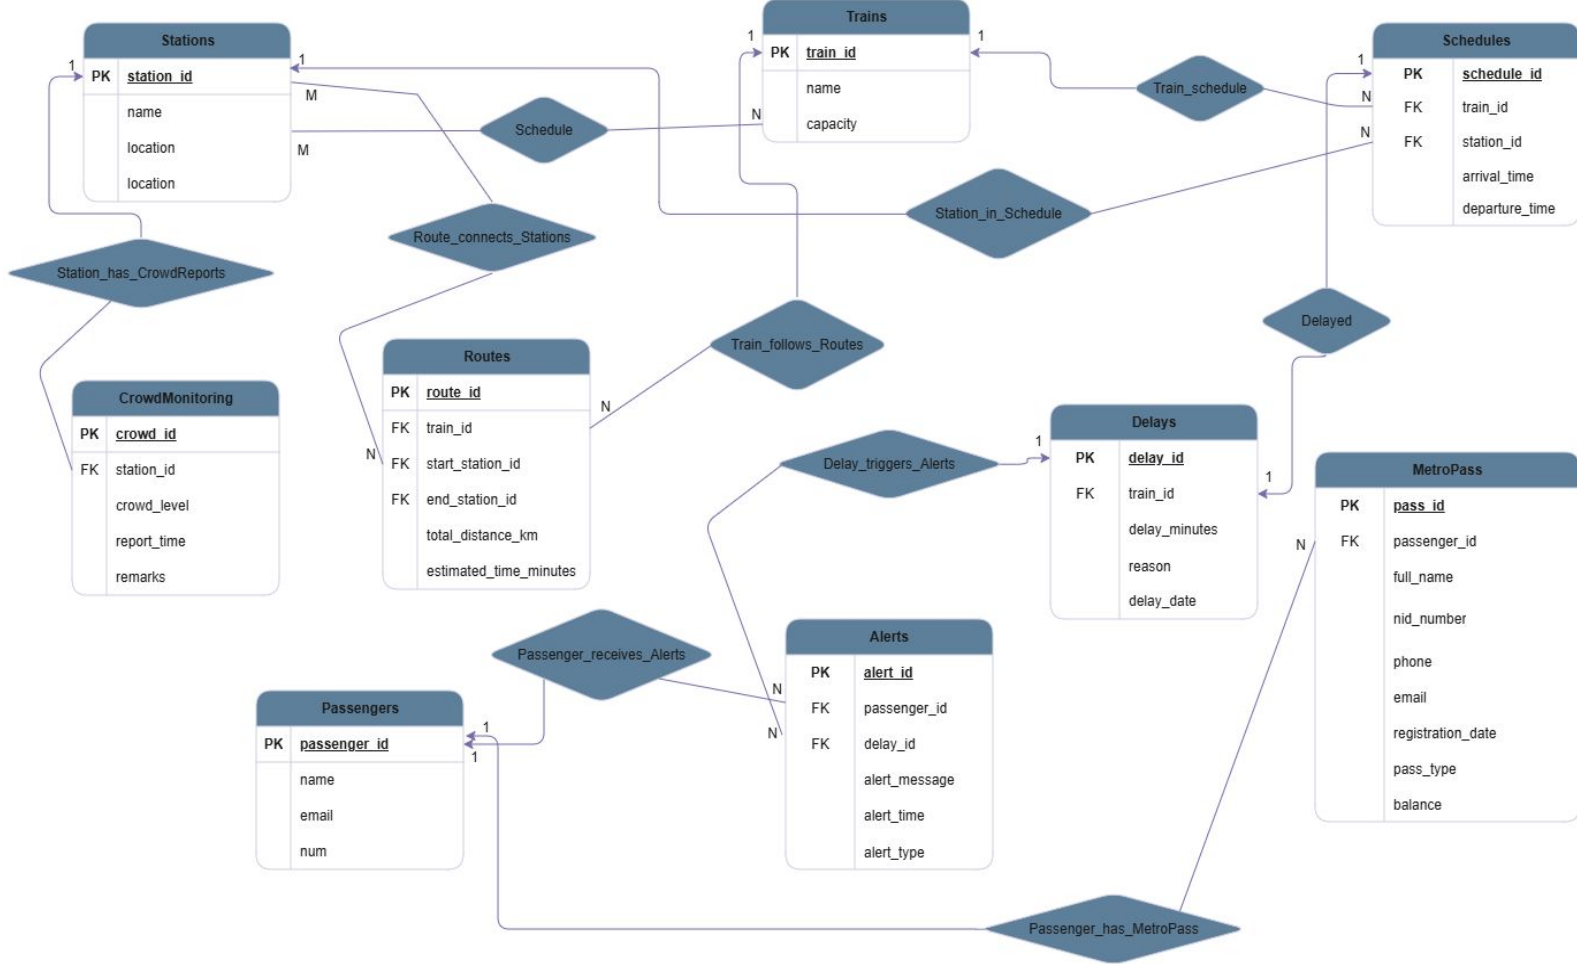 Stations
PK station_id
name
location
location
Trains
PK train_id
name
capacity
Schedules
PK schedule_id
FK train_id
FK station_id
arrival_time
departure_time
1
1
M
M
Schedule
N
1
1
Train_schedule
N
1
N
Station_in_Schedule
Route_connects_Stations
Station_has_CrowdReports
Train_follows_Routes
Delayed
Routes
PK route_id
FK train_id
FK start_station_id
FK end_station_id
total_distance_km
estimated_time_minutes
N
N
CrowdMonitoring
PK crowd_id
FK station_id
crowd_level
report_time
remarks
Delays
PK delay_id
FK train_id
delay_minutes
reason
delay_date
1
1
Delay_triggers_Alerts
MetroPass
PK pass_id
FK passenger_id
full_name
nid_number
phone
email
registration_date
pass_type
balance
N
Passenger_receives_Alerts
Alerts
PK alert_id
FK passenger_id
FK delay_id
alert_message
alert_time
alert_type
N
N
Passengers
PK passenger_id
name
email
num
1
1
Passenger_has_MetroPass